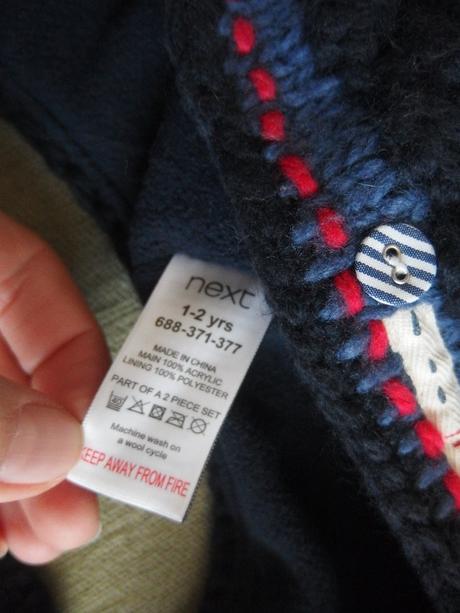 next
1-2 yrs
688-371-377
MADE IN CHINA
MAIN 100% ACRYLIC
LINING 100% POLYESTER
PART OF A 2 PIECE SET
Machine wash on
a wool cycle
KEEP AWAY FROM FIRE